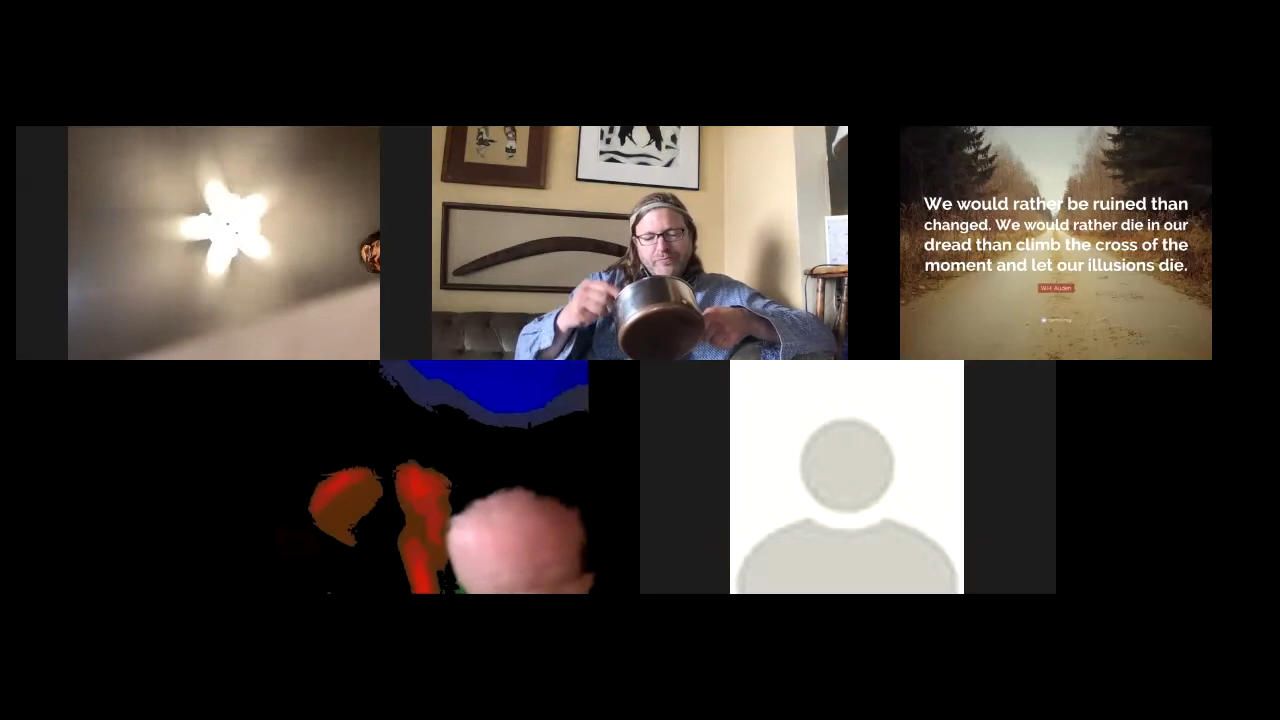 We would rather be ruined than
changed. We would rather die in our
dread than climb the cross of the
moment and let our illusions die.
W.H. Auden